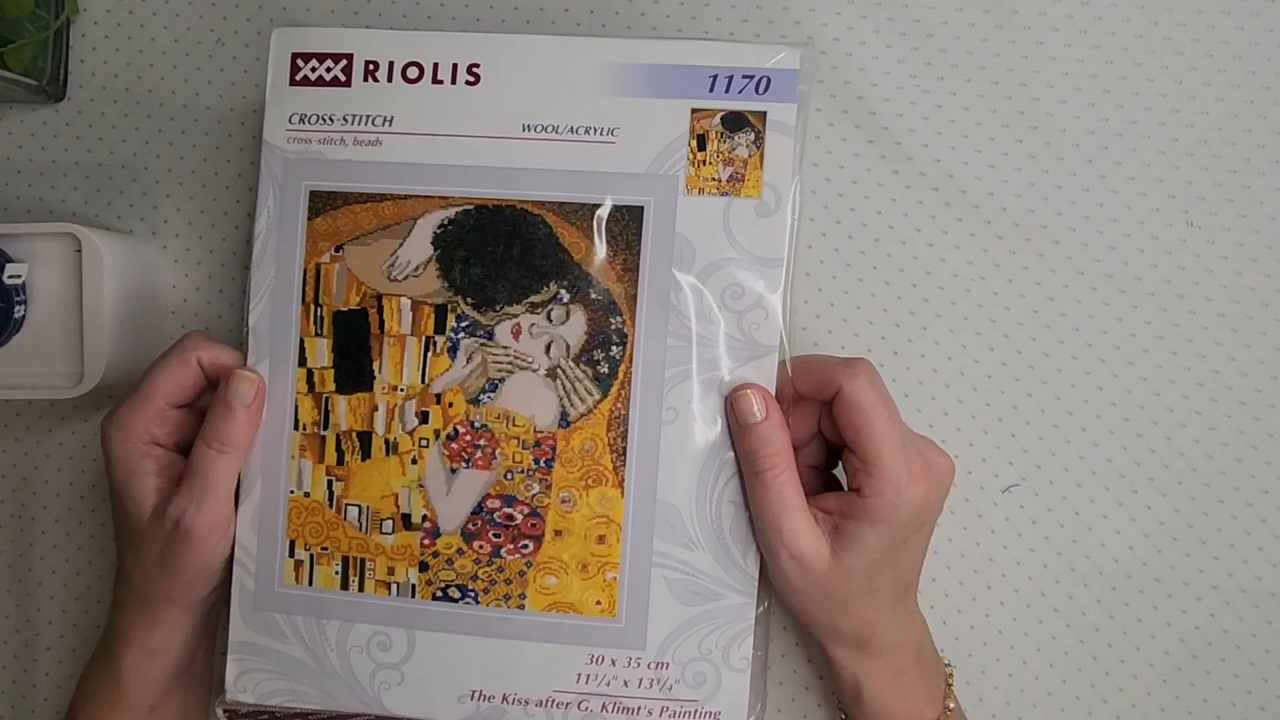 RIOLIS
1170
CROSS-STITCH
WOOL/ACRYLIC
cross-stitch, beads
30 x 35 cm
11³/₄" x 13³/₄"
The Kiss after G. Klimt's Painting